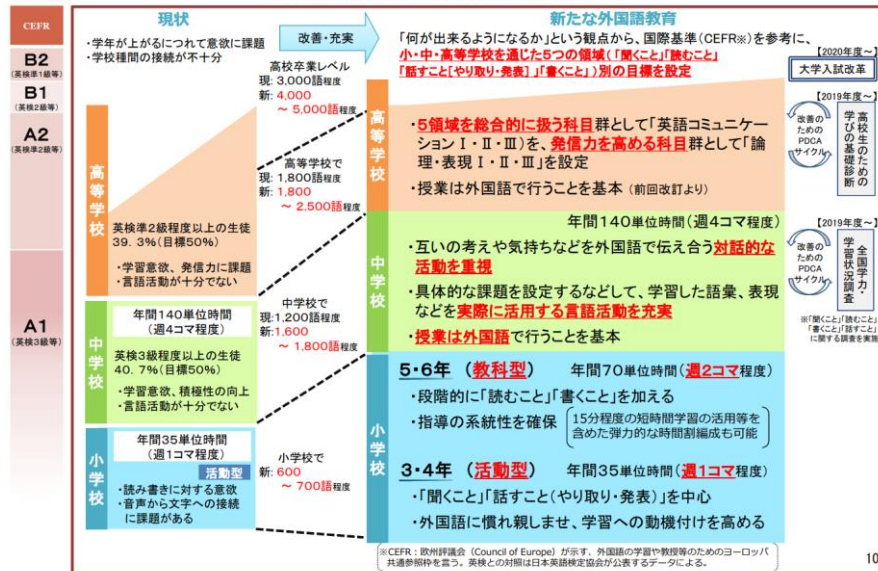 CEFR
B2
(英検準1級等)
B1
(英検2級等)
A2
(英検準2級等)
A1
(英検3級等)
現状
・学年が上がるにつれて意欲に課題
・学校種間の接続が不十分
改善・充実
高校卒業レベル
現：3,000語程度
新：4,000
～5,000語程度
高等学校で
現：1,800語程度
新：1,800
～2,500語程度
中学校で
現：1,200語程度
新：1,600
～1,800語程度
小学校で
新：600
～700語程度
高等学校
英検準2級程度以上の生徒
39．3%(目標50%)
・学習意欲、発信力に課題
・言語活動が十分でない
中学校
年間140単位時間
(週4コマ程度)
英検3級程度以上の生徒
40．7%(目標50%)
・学習意欲、積極性の向上
・言語活動が十分でない
小学校
年間35単位時間
(週1コマ程度)
活動型
・読み書きに対する意欲
・音声から文字への接続
に課題がある
新たな外国語教育
「何が出来るようになるか」という観点から、国際基準(CEFR※)を参考に、
小・中・高等学校を通じた5つの領域(「聞くこと」「読むこと」
「話すこと[やり取り・発表]」「書くこと」)別の目標を設定
高等学校
・5領域を総合的に扱う科目群として「英語コミュニケー
ションⅠ・Ⅱ・Ⅲ」を、発信力を高める科目群として「論
理・表現Ⅰ・Ⅱ・Ⅲ」を設定
・授業は外国語で行うことを基本 (前回改訂より)
中学校
年間140単位時間(週4コマ程度)
・互いの考えや気持ちなどを外国語で伝え合う対話的な
活動を重視
・具体的な課題を設定するなどして、学習した語彙、表現
などを実際に活用する言語活動を充実
・授業は外国語で行うことを基本
小学校
5・6年 (教科型) 年間70単位時間(週2コマ程度)
・段階的に「読むこと」「書くこと」を加える
・指導の系統性を確保
15分程度の短時間学習の活用等を
含めた弾力的な時間割編成も可能
3・4年 (活動型) 年間35単位時間(週1コマ程度)
・「聞くこと」「話すこと(やり取り・発表)」を中心
・外国語に慣れ親しませ、学習への動機付けを高める
【2020年度～】
大学入試改革
【2019年度～】
改善の
ための
PDCA
サイクル
高校生のための
学びの基礎診断
【2019年度～】
改善の
ための
PDCA
サイクル
全国学力・
学習状況調査
※「聞くこと」「読むこと」
「書くこと」「話すこと」
に関する調査を実施
※CEFR：欧州評議会（Council of Europe）が示す、外国語の学習や教授等のためのヨーロッパ
共通参照枠を言う。英検との対照は日本英語検定協会が公表するデータによる。
10